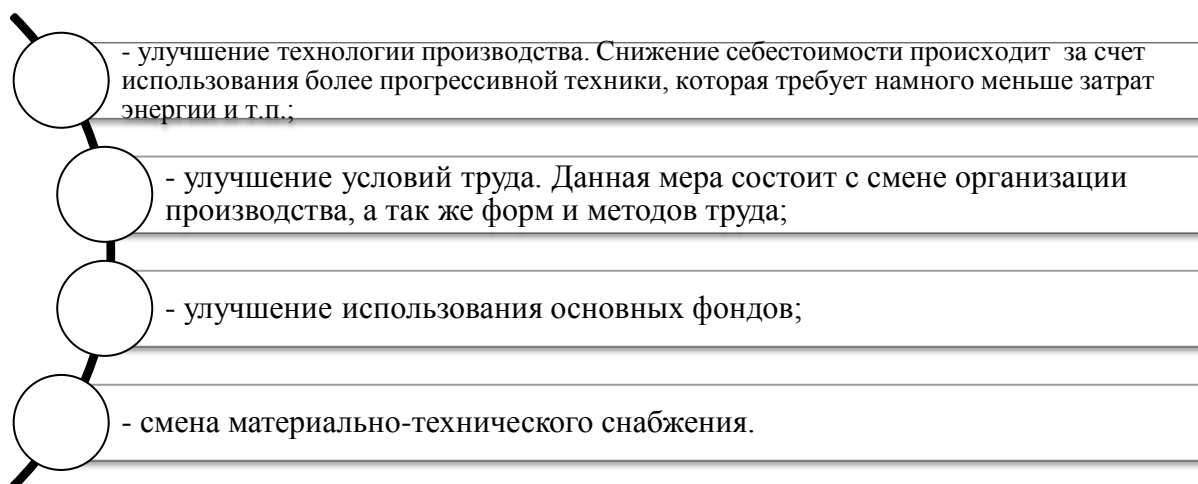 - улучшение технологии производства. Снижение себестоимости происходит за счет
использования более прогрессивной техники, которая требует намного меньше затрат
энергии и т.п.;
- улучшение условий труда. Данная мера состоит с смене организации
производства, а так же форм и методов труда;
- улучшение использования основных фондов;
- смена материально-технического снабжения.